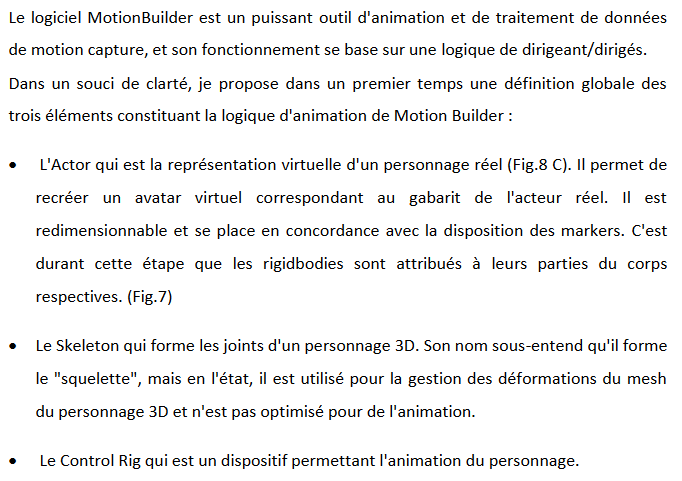 Le logiciel MotionBuilder est un puissant outil d'animation et de traitement de données
de motion capture, et son fonctionnement se base sur une logique de dirigeant/dirigés.
Dans un souci de clarté, je propose dans un premier temps une définition globale des
trois éléments constituant la logique d'animation de Motion Builder :
• L'Actor qui est la représentation virtuelle d'un personnage réel (Fig.8 C). Il permet de
recréer un avatar virtuel correspondant au gabarit de l'acteur réel. Il est
redimensionnable et se place en concordance avec la disposition des markers. C'est
durant cette étape que les rigidbodies sont attribués à leurs parties du corps
respectives. (Fig.7)
• Le Skeleton qui forme les joints d'un personnage 3D. Son nom sous-entend qu'il forme
le "squelette", mais en l'état, il est utilisé pour la gestion des déformations du mesh
du personnage 3D et n'est pas optimisé pour de l'animation.
• Le Control Rig qui est un dispositif permettant l'animation du personnage.